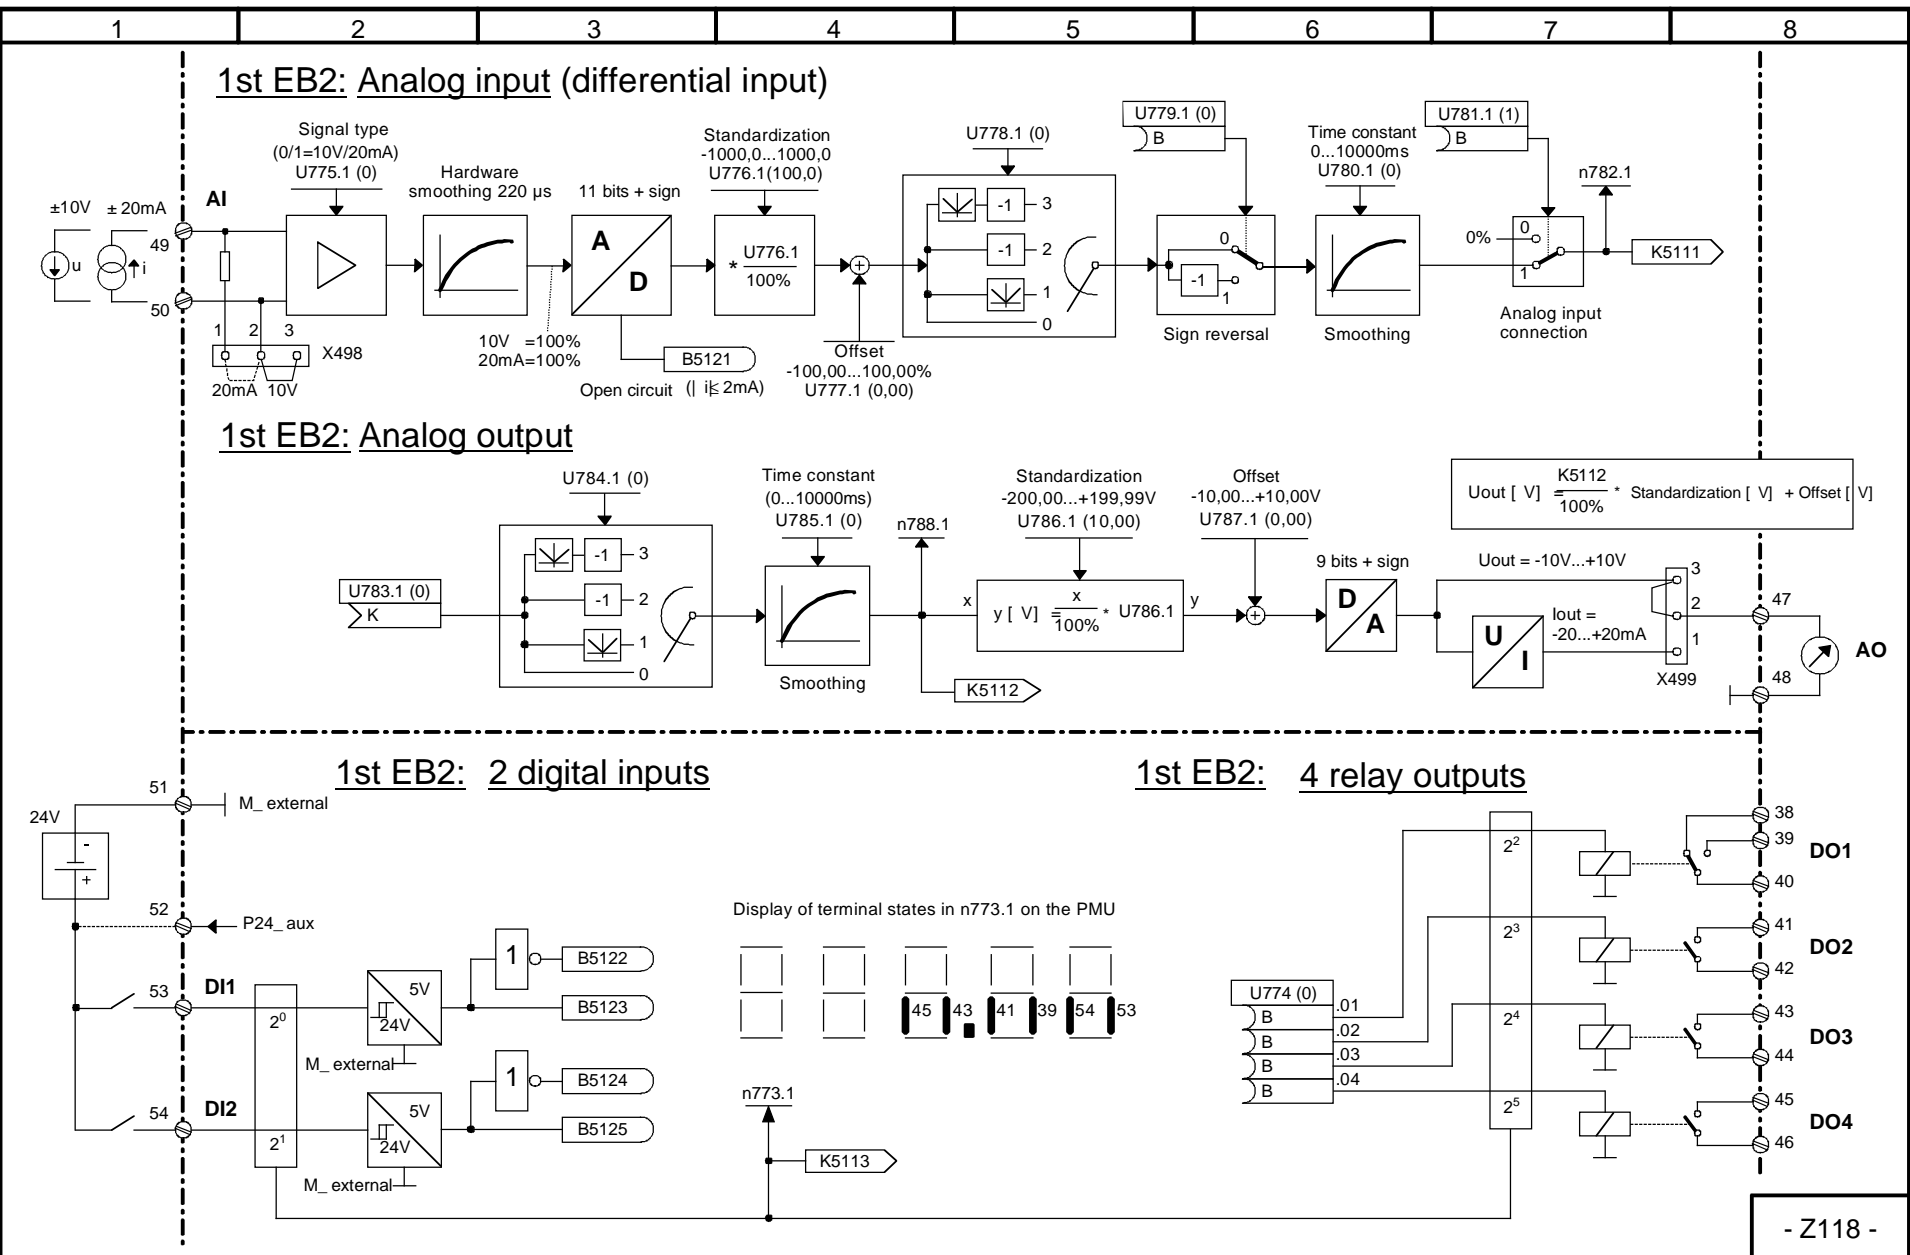 1 2 3 4 5 6 7 8
1st EB2: Analog input (differential input)
Signal type
(0/1=10V/20mA)
U775.1 (0)
Hardware
smoothing 220 µs
11 bits + sign
Standardization
-1000,0...1000,0
U776.1(100,0)
U778.1 (0)
U779.1 (0)
B
Time constant
0...10000ms
U780.1 (0)
U781.1 (1)
B
n782.1
±10V ± 20mA
AI
49
u
i
50
1 2 3
X498
20mA 10V
A
D
10V =100%
20mA=100%
B5121
Open circuit (| i|≤ 2mA)
* U776.1
100%
Offset
-100,00...100,00%
U777.1 (0,00)
-1 3
-1 2
1
0
0
-1
1
Sign reversal
Smoothing
0%
0
1
K5111
Analog input
connection
1st EB2: Analog output
U784.1 (0)
Time constant
(0...10000ms)
U785.1 (0)
n788.1
Standardization
-200,00...+199,99V
U786.1 (10,00)
Offset
-10,00...+10,00V
U787.1 (0,00)
Uout [ V] = K5112
100% * Standardization [ V] + Offset [ V]
U783.1 (0)
K
-1 3
-1 2
1
0
Smoothing
K5112
x
y [ V] = x
100% * U786.1
y
9 bits + sign
D
A
Uout = -10V...+10V
U
I
Iout =
-20...+20mA
3
2
1
X499
47
48
AO
1st EB2: 2 digital inputs
1st EB2: 4 relay outputs
51
M_ external
24V
-
+
52
P24_ aux
53
DI1
2⁰
5V
24V
M_ external
1
B5122
B5123
54
DI2
2¹
5V
24V
M_ external
1
B5124
B5125
Display of terminal states in n773.1 on the PMU
45 43 41 39 54 53
n773.1
K5113
U774 (0)
B .01
B .02
B .03
B .04
2²
2³
2⁴
2⁵
38
39
40
DO1
41
42
DO2
43
44
DO3
45
46
DO4
- Z118 -